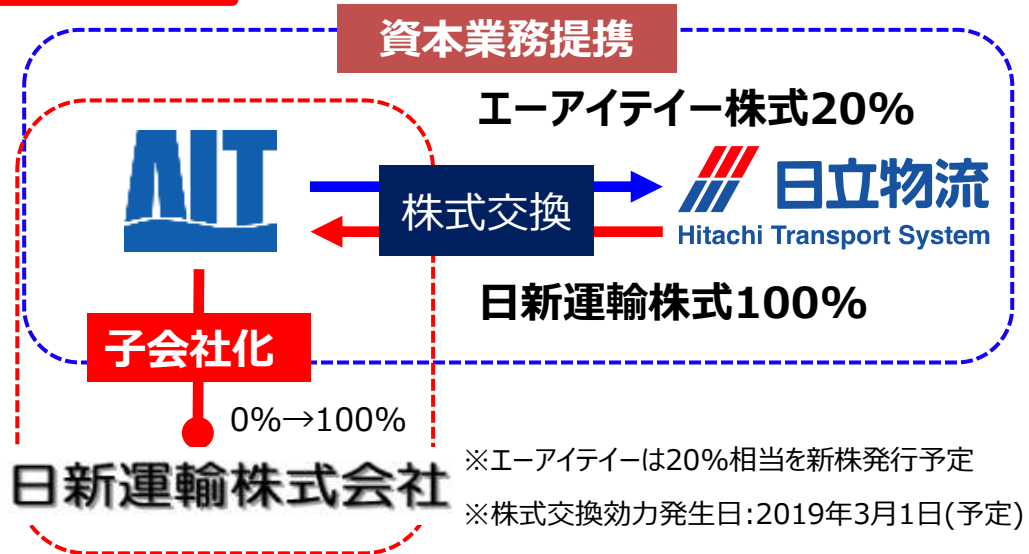 資本業務提携
エーアイテイー株式20%
AIT
株式交換
日立物流
Hitachi Transport System
日新運輸株式100%
子会社化
0%→100%
日新運輸株式会社
※エーアイテイーは20%相当を新株発行予定
※株式交換効力発生日:2019年3月1日(予定)